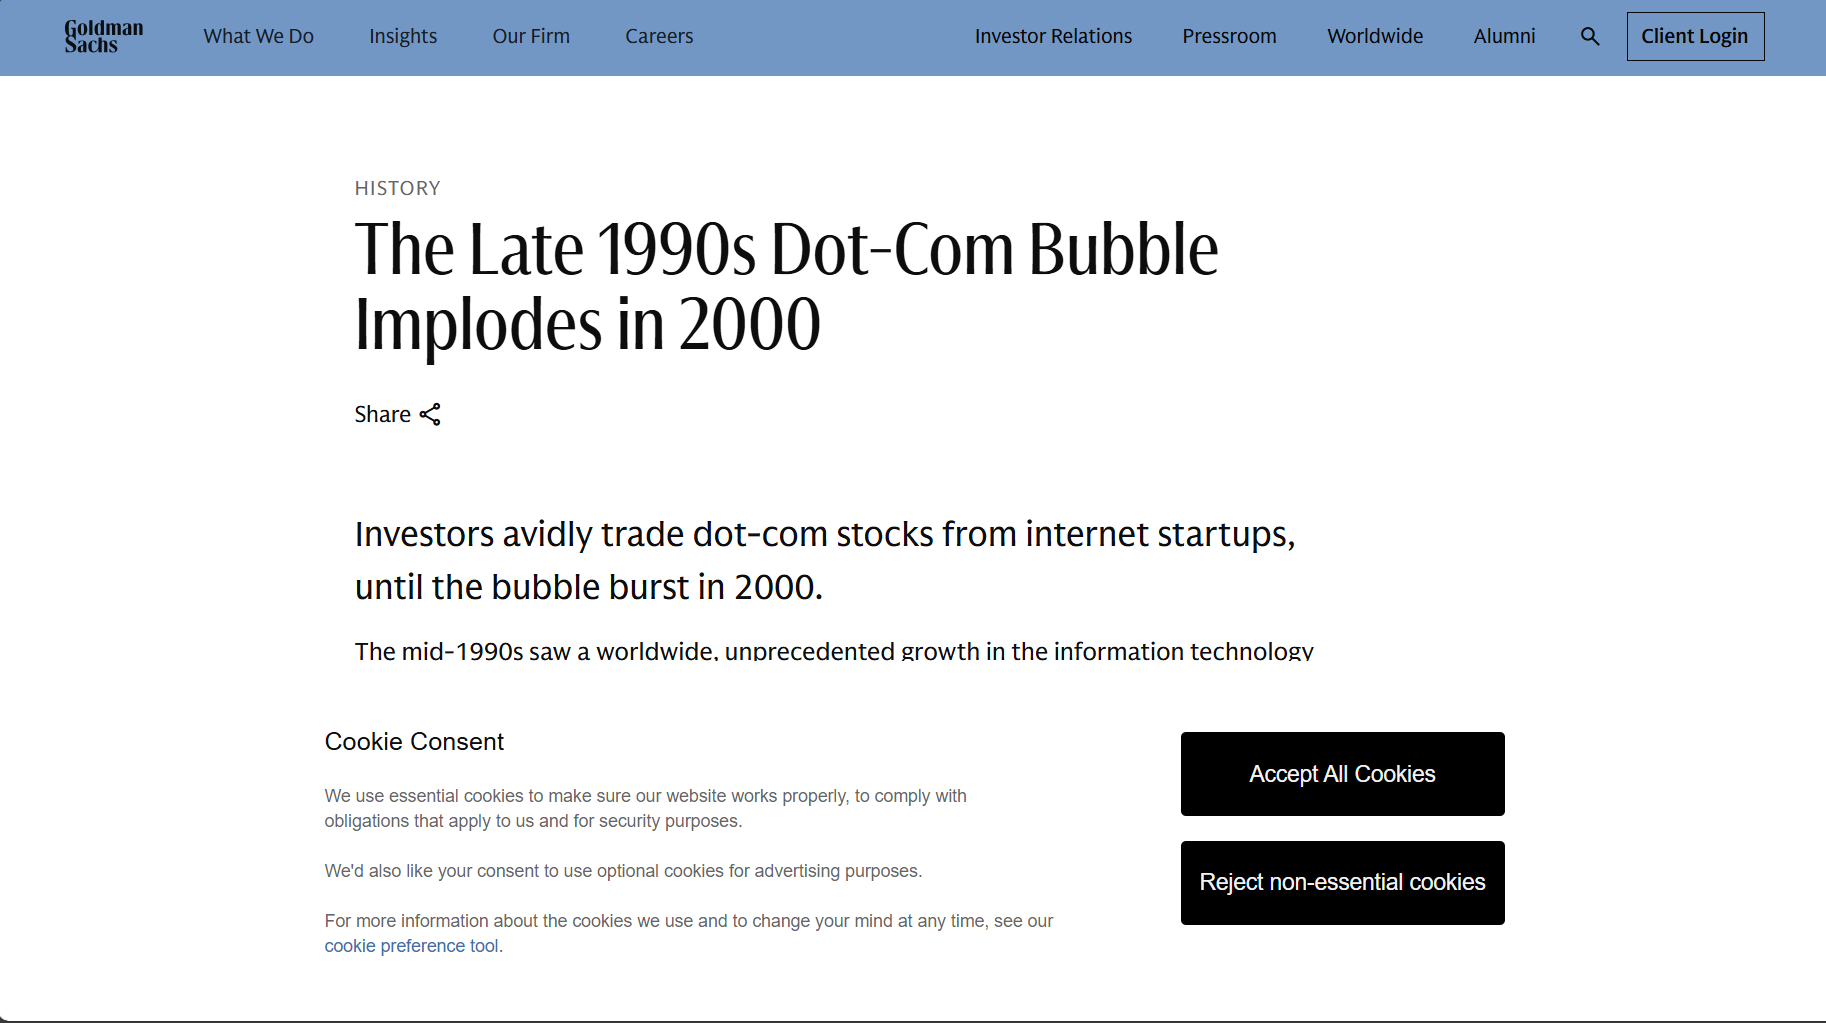 Goldman
Sachs
What We Do
Insights
Our Firm
Careers
Investor Relations
Pressroom
Worldwide
Alumni
Client Login
HISTORY
The Late 1990s Dot-Com Bubble
Implodes in 2000
Share
Investors avidly trade dot-com stocks from internet startups,
until the bubble burst in 2000.
The mid-1990s saw a worldwide, unprecedented growth in the information technology
Cookie Consent
We use essential cookies to make sure our website works properly, to comply with
obligations that apply to us and for security purposes.
We'd also like your consent to use optional cookies for advertising purposes.
For more information about the cookies we use and to change your mind at any time, see our
cookie preference tool.
Accept All Cookies
Reject non-essential cookies